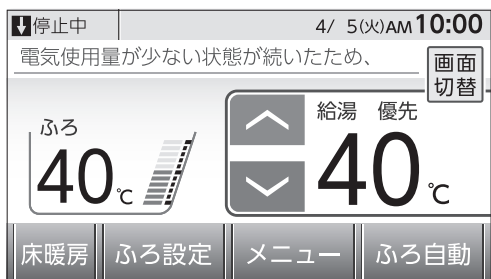 停止中 4/ 5(火)AM10:00
電気使用量が少ない状態が続いたため、
画面
切替
ふろ
40℃
給湯 優先
40℃
床暖房 ふろ設定 メニュー ふろ自動